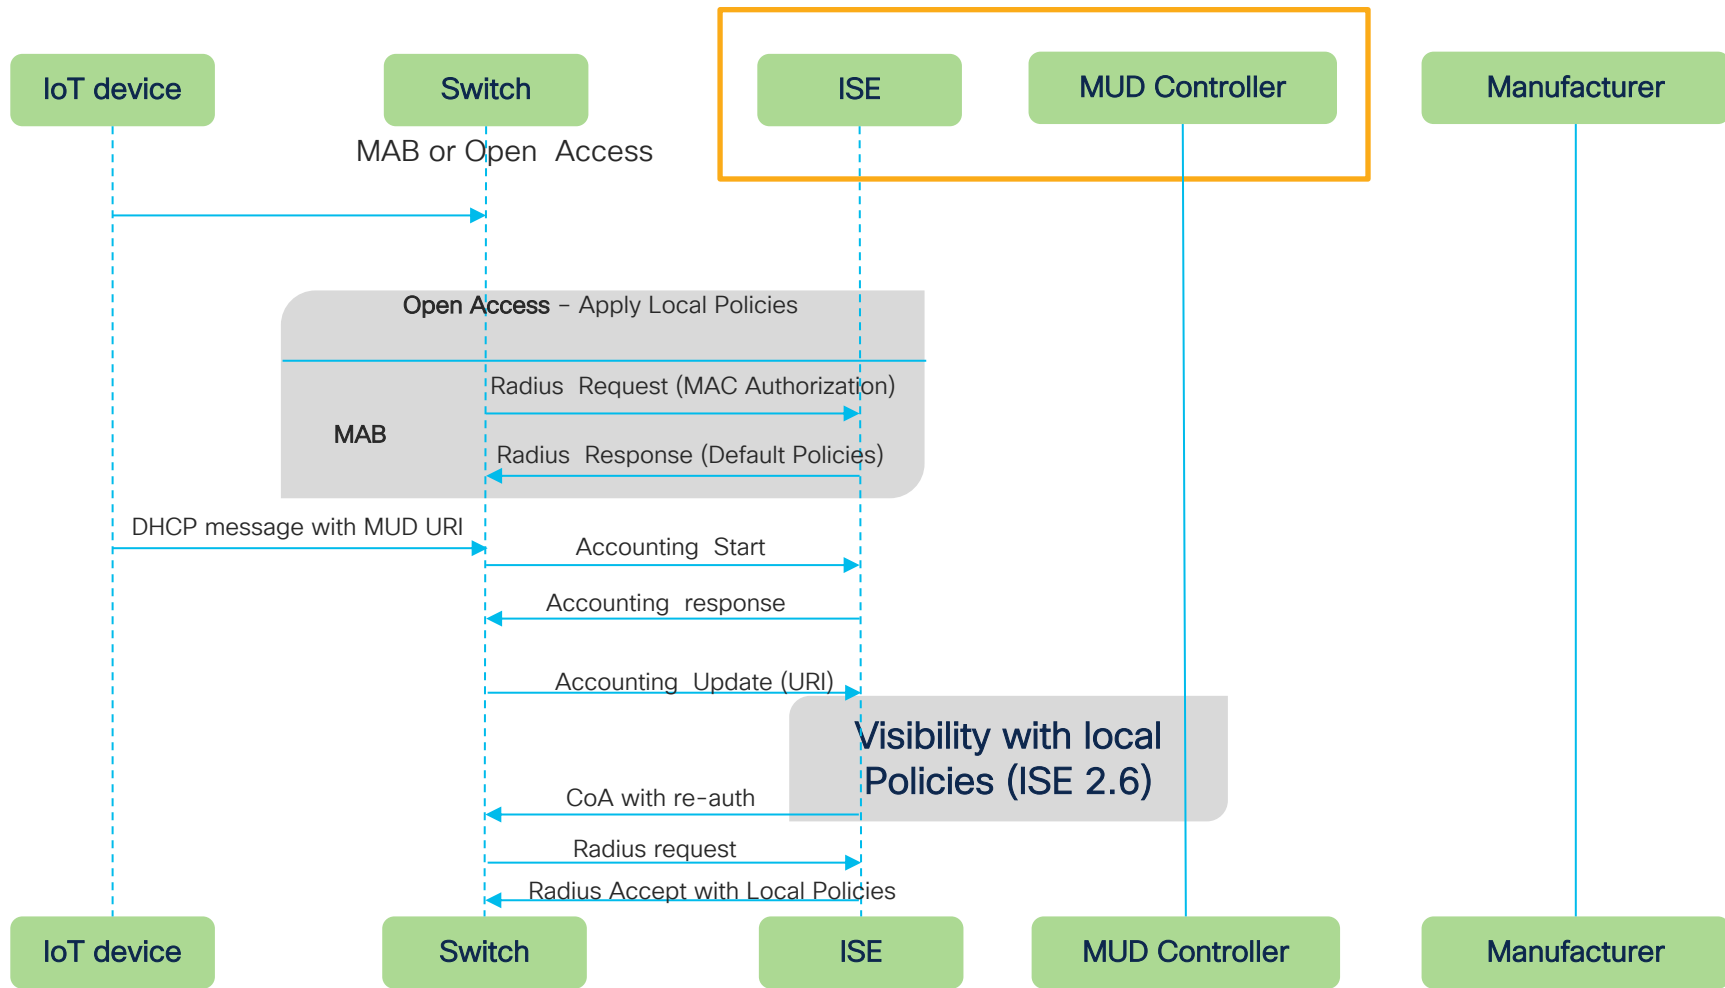 IoT device
Switch
ISE
MUD Controller
Manufacturer
MAB or Open Access
Open Access - Apply Local Policies
Radius Request (MAC Authorization)
MAB
Radius Response (Default Policies)
DHCP message with MUD URI
Accounting Start
Accounting response
Accounting Update (URI)
Visibility with local
Policies (ISE 2.6)
CoA with re-auth
Radius request
Radius Accept with Local Policies
IoT device
Switch
ISE
MUD Controller
Manufacturer